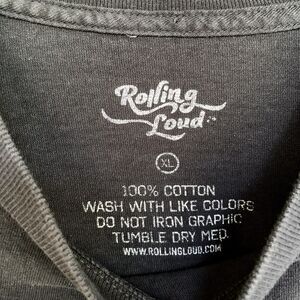 Rolling
Loud
XL
100% COTTON
WASH WITH LIKE COLORS
DO NOT IRON GRAPHIC
TUMBLE DRY MED.
WWW.ROLLINGLOUD.COM